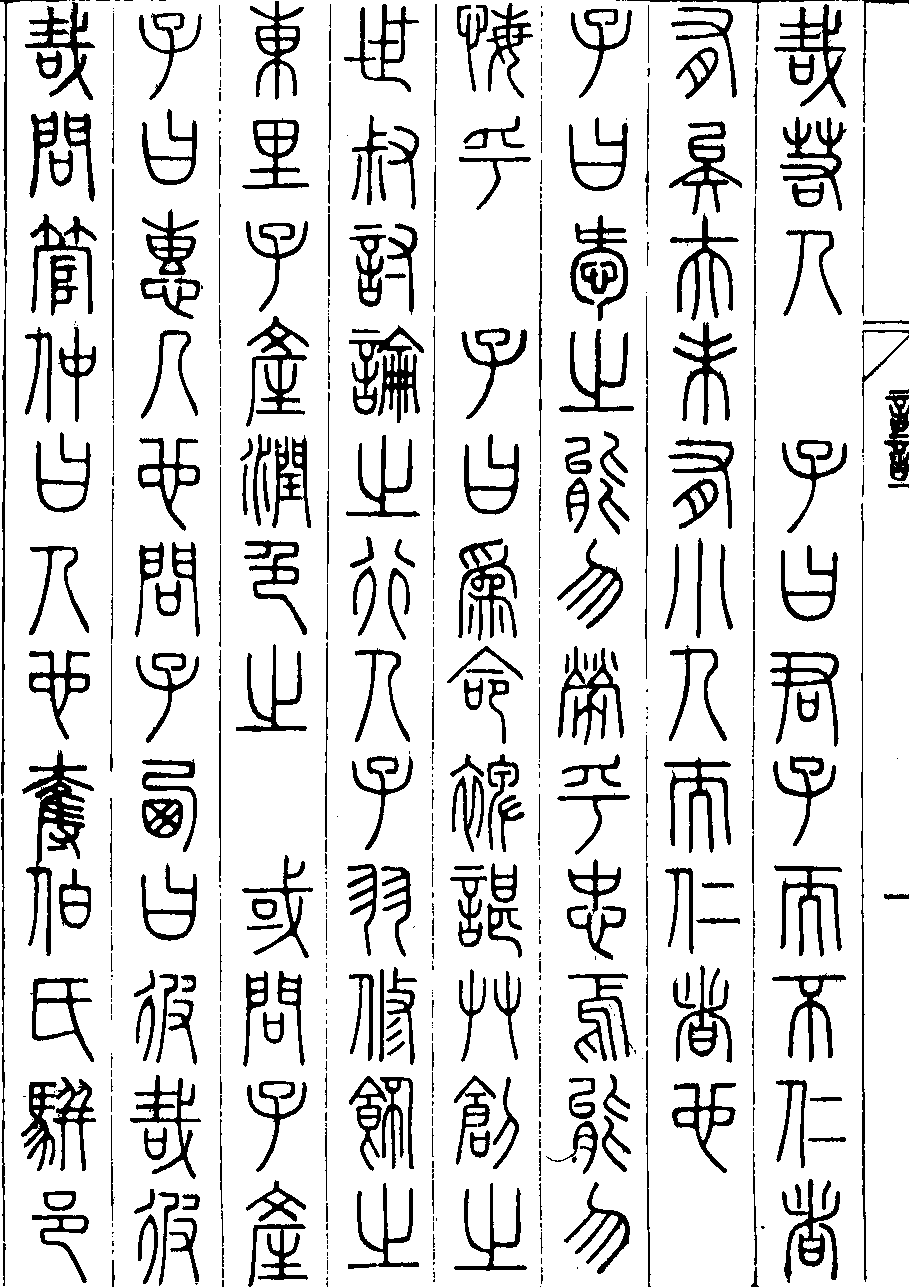 哉若人　子曰君子而不仁者
有矣夫未有小人而仁者也
子曰愛之能勿勞乎忠焉能勿
悔乎　子曰為命裨諶艸創之
世叔討論之行人子羽修飾之
東里子產潤色之　或問子產
子曰惠人也問子西曰彼哉彼
哉問管仲曰人也奪伯氏駢邑